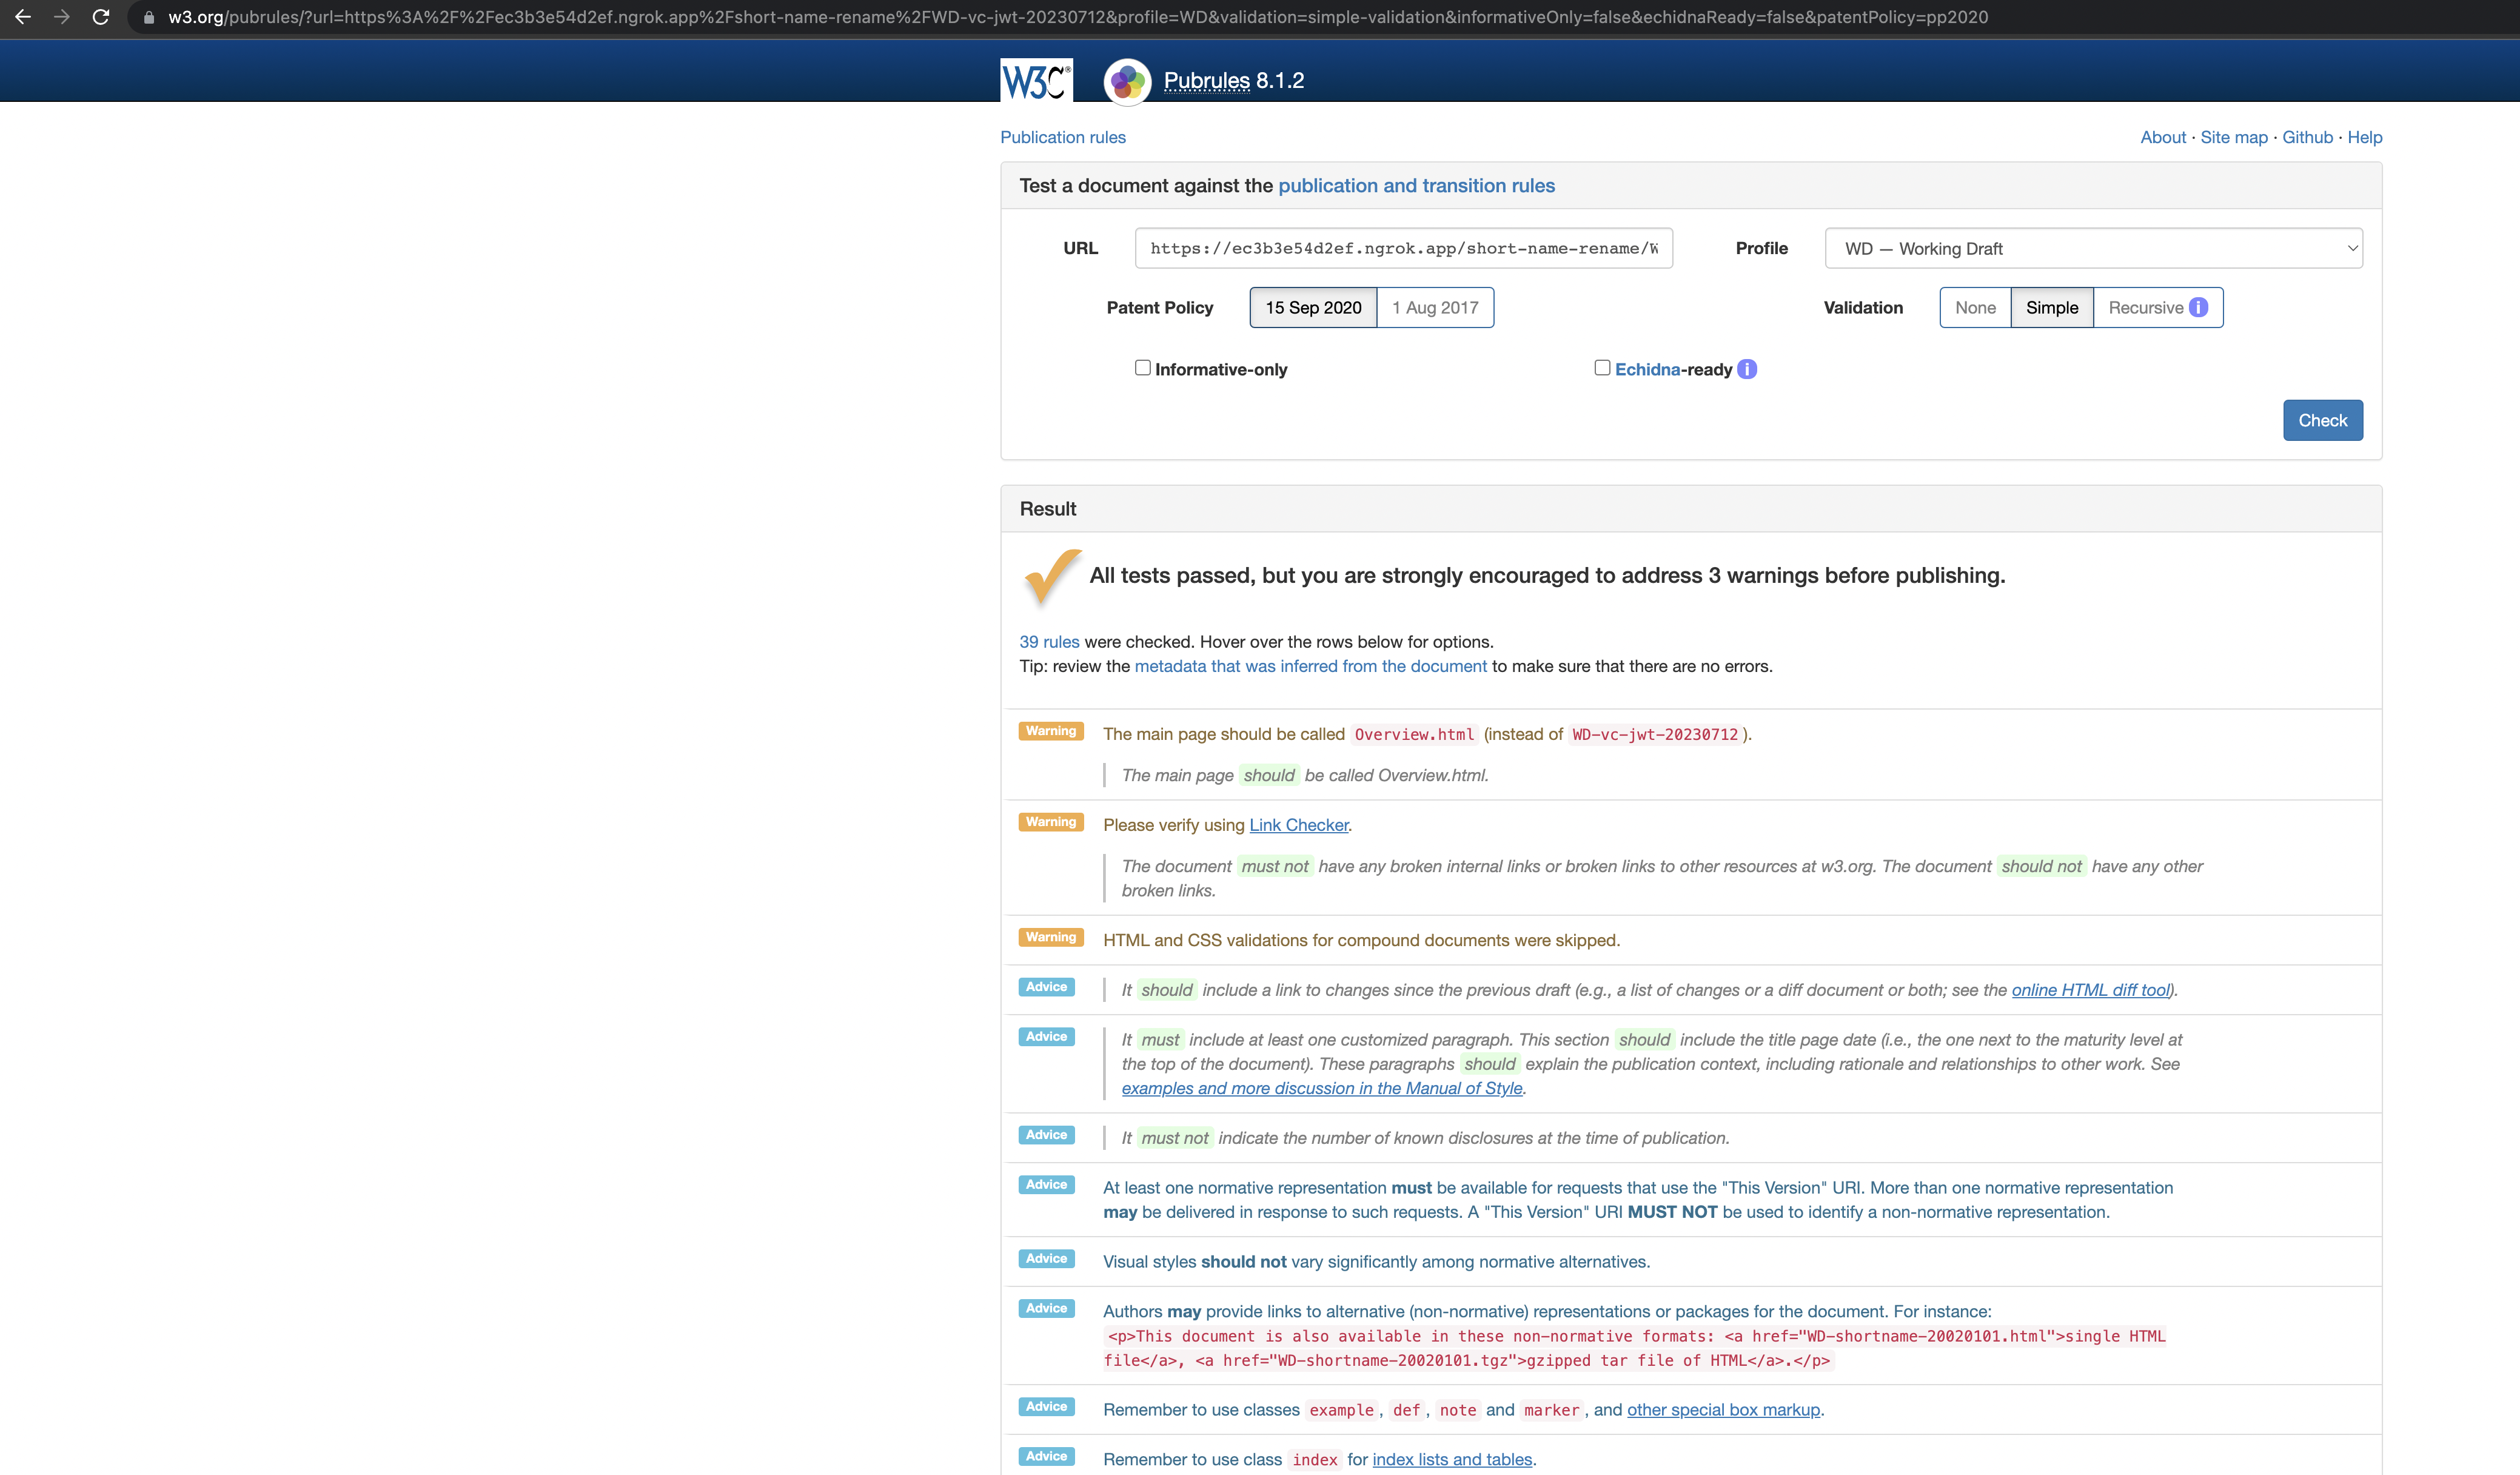 w3.org/pubrules/?url=https%3A%2F%2Fec3b3e54d2ef.ngrok.app%2Fshort-name-rename%2FWD-vc-jwt-20230712&profile=WD&validation=simple-validation&informativeOnly=false&echidnaReady=false&patentPolicy=pp2020
W3C® Pubrules 8.1.2
Publication rules About · Site map · Github · Help
Test a document against the publication and transition rules
URL https://ec3b3e54d2ef.ngrok.app/short-name-rename/W Profile WD — Working Draft
Patent Policy 15 Sep 2020 1 Aug 2017 Validation None Simple Recursive i
Informative-only Echidna-ready i
Check
Result
All tests passed, but you are strongly encouraged to address 3 warnings before publishing.
39 rules were checked. Hover over the rows below for options.
Tip: review the metadata that was inferred from the document to make sure that there are no errors.
Warning The main page should be called Overview.html (instead of WD-vc-jwt-20230712).
The main page should be called Overview.html.
Warning Please verify using Link Checker.
The document must not have any broken internal links or broken links to other resources at w3.org. The document should not have any other
broken links.
Warning HTML and CSS validations for compound documents were skipped.
Advice It should include a link to changes since the previous draft (e.g., a list of changes or a diff document or both; see the online HTML diff tool).
Advice It must include at least one customized paragraph. This section should include the title page date (i.e., the one next to the maturity level at
the top of the document). These paragraphs should explain the publication context, including rationale and relationships to other work. See
examples and more discussion in the Manual of Style.
Advice It must not indicate the number of known disclosures at the time of publication.
Advice At least one normative representation must be available for requests that use the "This Version" URI. More than one normative representation
may be delivered in response to such requests. A "This Version" URI MUST NOT be used to identify a non-normative representation.
Advice Visual styles should not vary significantly among normative alternatives.
Advice Authors may provide links to alternative (non-normative) representations or packages for the document. For instance:
<p>This document is also available in these non-normative formats: <a href="WD-shortname-20020101.html">single HTML
file</a>, <a href="WD-shortname-20020101.tgz">gzipped tar file of HTML</a>.</p>
Advice Remember to use classes example, def, note and marker, and other special box markup.
Advice Remember to use class index for index lists and tables.